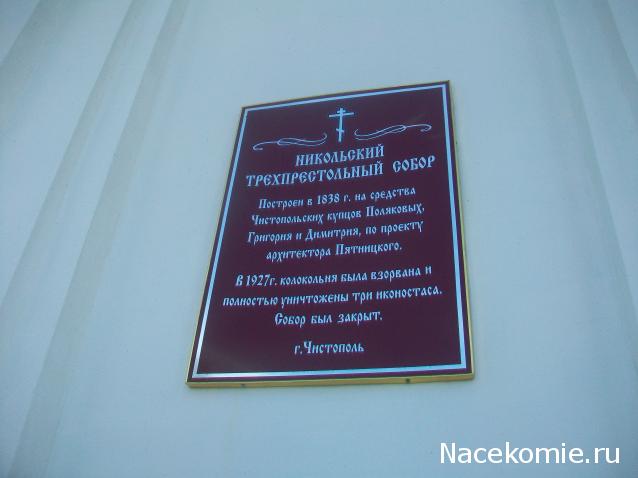 НИКОЛЬСКИЙ
ТРЕХПРЕСТОЛЬНЫЙ СОБОР
Построен в 1838 г. на средства
Чистопольских купцов Поляковых,
Григория и Димитрия, по проекту
архитектора Пятницкого.
В 1927г. колокольня была взорвана и
полностью уничтожены три иконостаса.
Собор был закрыт.
г.Чистополь
Nacekomie.ru